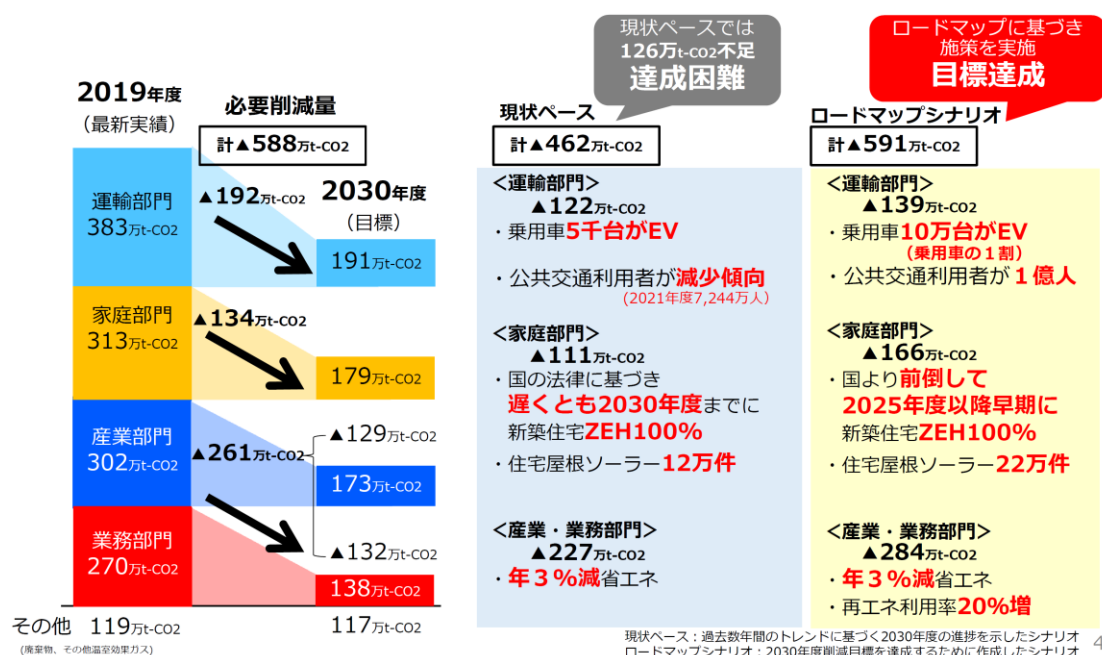 2019年度
(最新実績)
必要削減量
計▲588万t-CO2
運輸部門
383万t-CO2
▲192万t-CO2
2030年度
(目標)
191万t-CO2
家庭部門
313万t-CO2
▲134万t-CO2
179万t-CO2
産業部門
302万t-CO2
▲261万t-CO2
▲129万t-CO2
173万t-CO2
業務部門
270万t-CO2
▲132万t-CO2
138万t-CO2
その他 119万t-CO2
117万t-CO2
(廃棄物、その他温室効果ガス)
現状ペースでは
126万t-CO2不足
達成困難
現状ペース
計▲462万t-CO2
<運輸部門>
▲122万t-CO2
・乗用車5千台がEV
・公共交通利用者が減少傾向
(2021年度7,244万人)
<家庭部門>
▲111万t-CO2
・国の法律に基づき
遅くとも2030年度までに
新築住宅ZEH100%
・住宅屋根ソーラー12万件
<産業・業務部門>
▲227万t-CO2
・年3%減省エネ
ロードマップに基づき
施策を実施
目標達成
ロードマップシナリオ
計▲591万t-CO2
<運輸部門>
▲139万t-CO2
・乗用車10万台がEV
(乗用車の1割)
・公共交通利用者が1億人
<家庭部門>
▲166万t-CO2
・国より前倒して
2025年度以降早期に
新築住宅ZEH100%
・住宅屋根ソーラー22万件
<産業・業務部門>
▲284万t-CO2
・年3%減省エネ
・再エネ利用率20%増
現状ペース:過去数年間のトレンドに基づく2030年度の進捗を示したシナリオ
ロードマップシナリオ:2030年度削減目標を達成するために作成したシナリオ
4